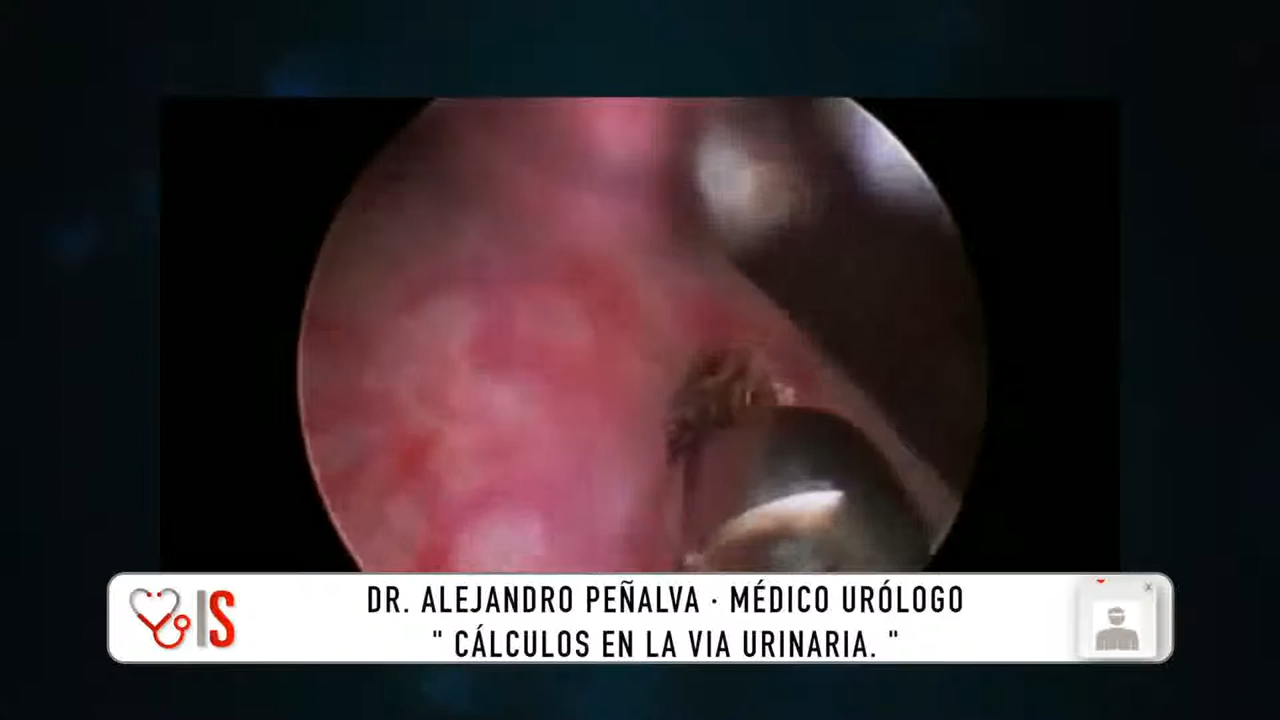 IS
DR. ALEJANDRO PEÑALVA · MÉDICO URÓLOGO
" CÁLCULOS EN LA VIA URINARIA. "